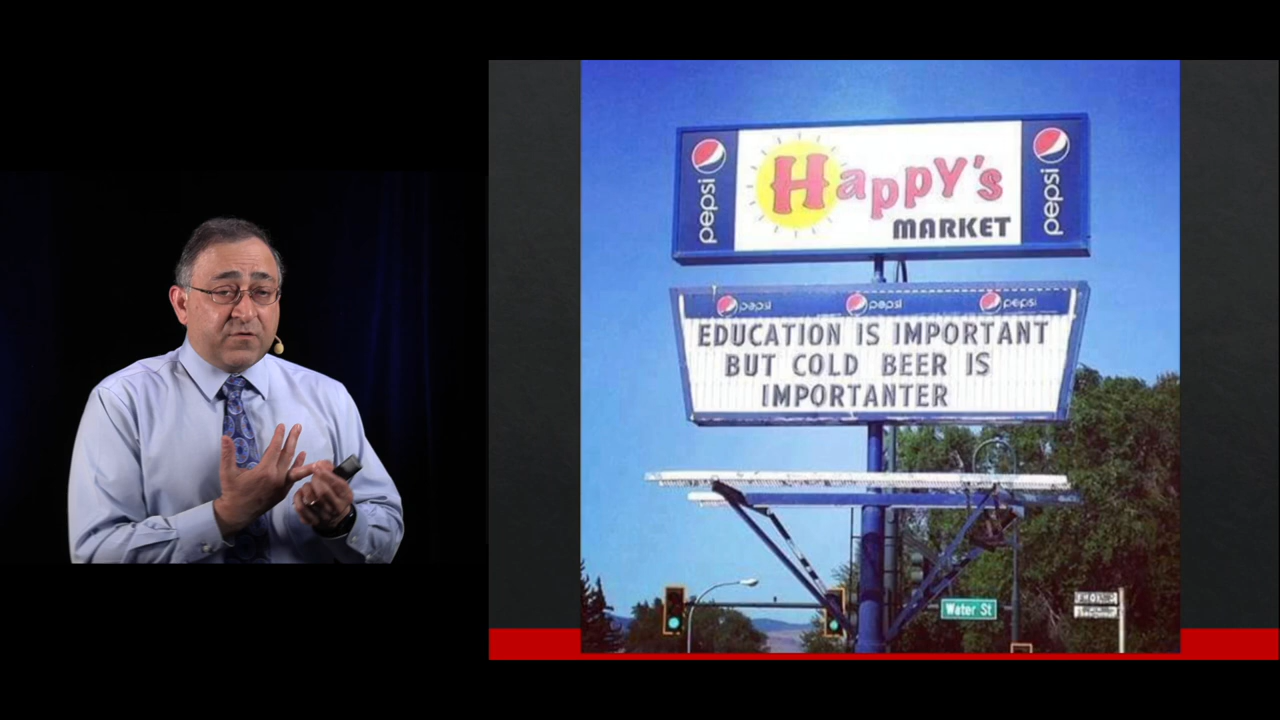 pepsi
HAPPY'S
MARKET
pepsi
pepsi pepsi pepsi
EDUCATION IS IMPORTANT
BUT COLD BEER IS
IMPORTANTER
Water St